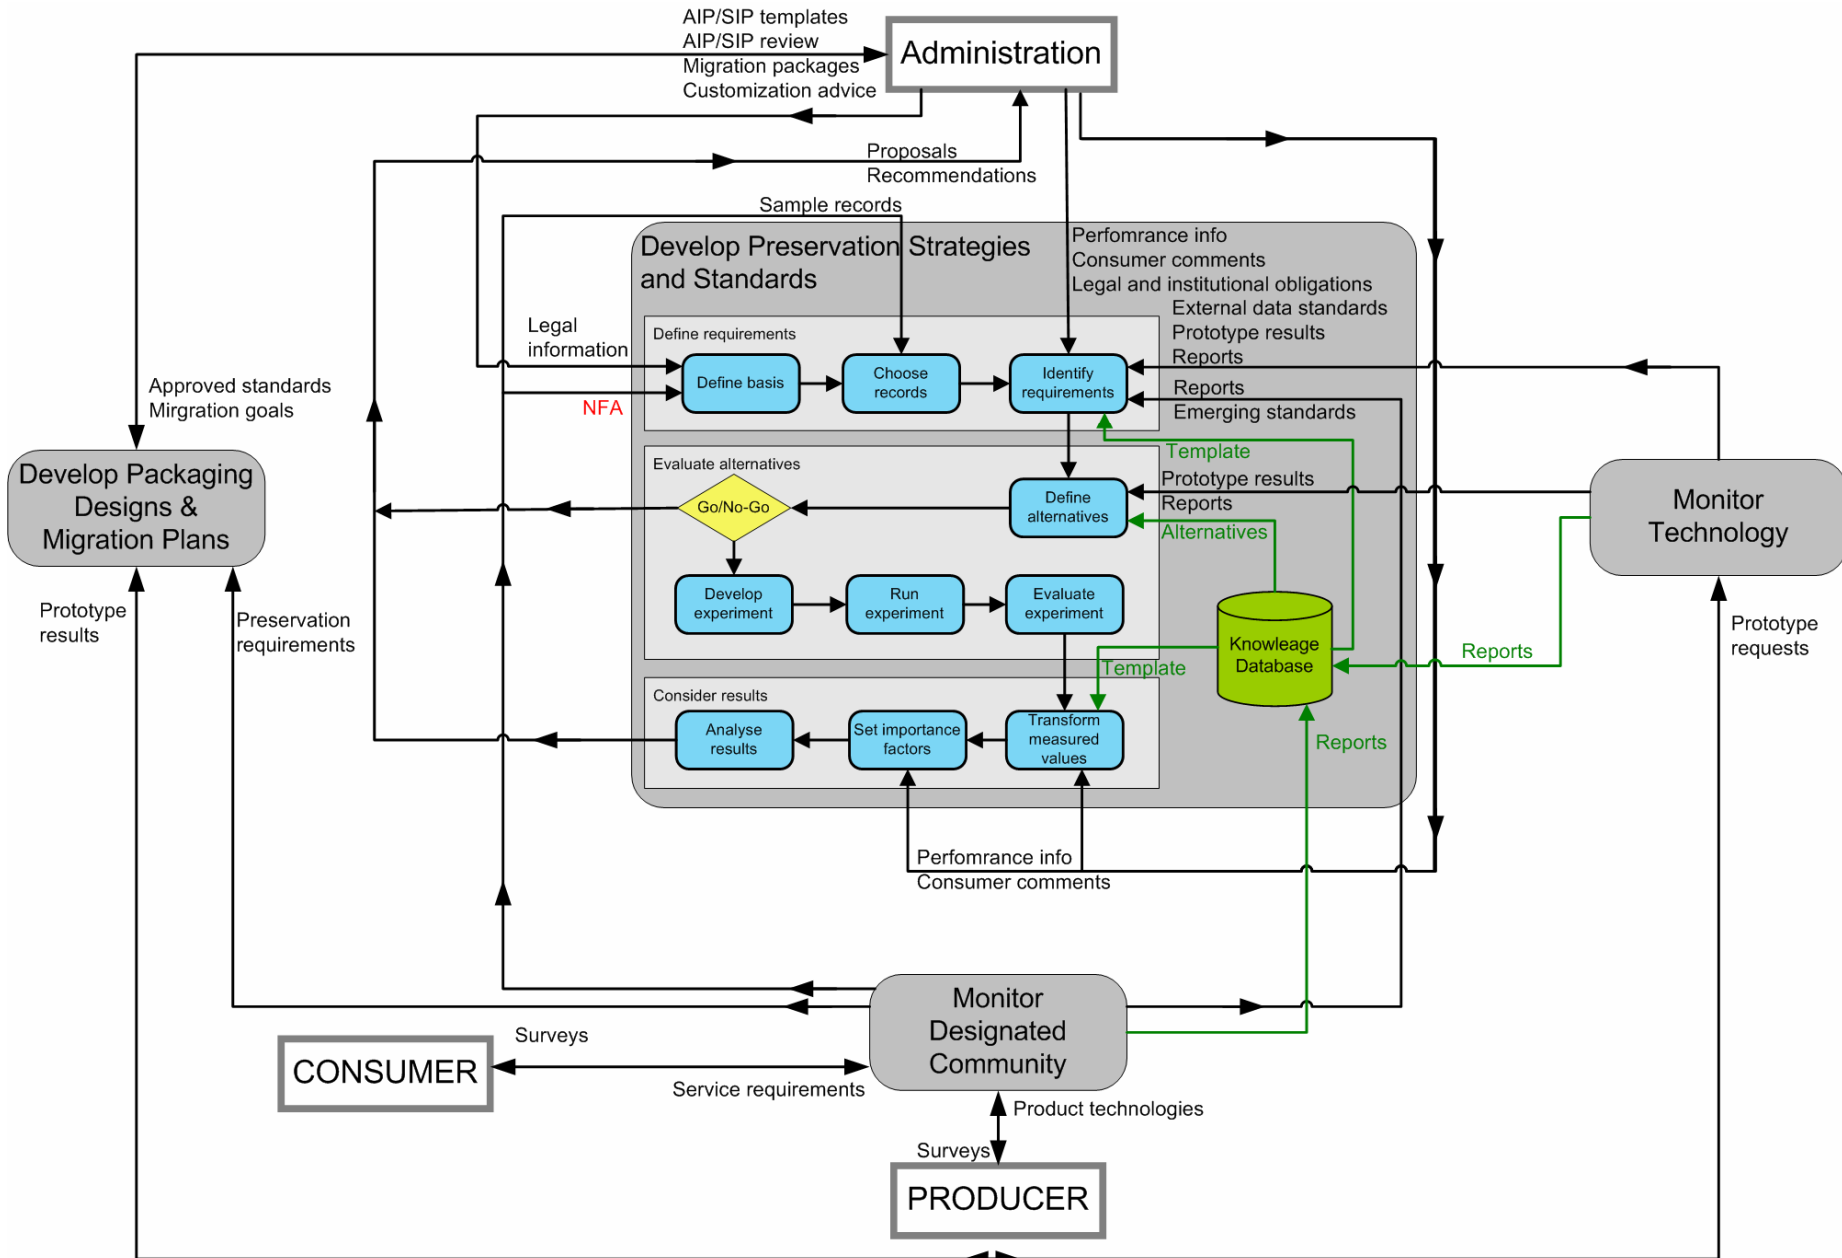 AIP/SIP templates
AIP/SIP review
Migration packages
Customization advice
Administration
Proposals
Recommendations
Sample records
Develop Preservation Strategies
and Standards
Perfomrance info
Consumer comments
Legal and institutional obligations
External data standards
Prototype results
Reports
Legal
information
Define requirements
Define basis
Choose
records
Identify
requirements
NFA
Reports
Emerging standards
Approved standards
Mirgration goals
Template
Evaluate alternatives
Develop Packaging
Designs &
Migration Plans
Go/No-Go
Define
alternatives
Prototype results
Reports
Alternatives
Monitor
Technology
Develop
experiment
Run
experiment
Evaluate
experiment
Prototype
results
Preservation
requirements
Knowleage
Database
Reports
Prototype
requests
Template
Consider results
Analyse
results
Set importance
factors
Transform
measured
values
Reports
Perfomrance info
Consumer comments
Monitor
Designated
Community
Surveys
CONSUMER
Service requirements
Product technologies
Surveys
PRODUCER